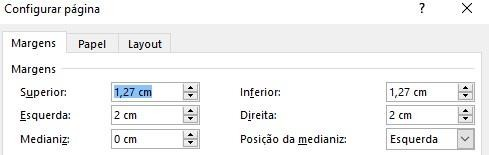 Configurar página ? ×
Margens Papel Layout
Margens
Superior: 1,27 cm Inferior: 1,27 cm
Esquerda: 2 cm Direita: 2 cm
Medianiz: 0 cm Posição da medianiz: Esquerda